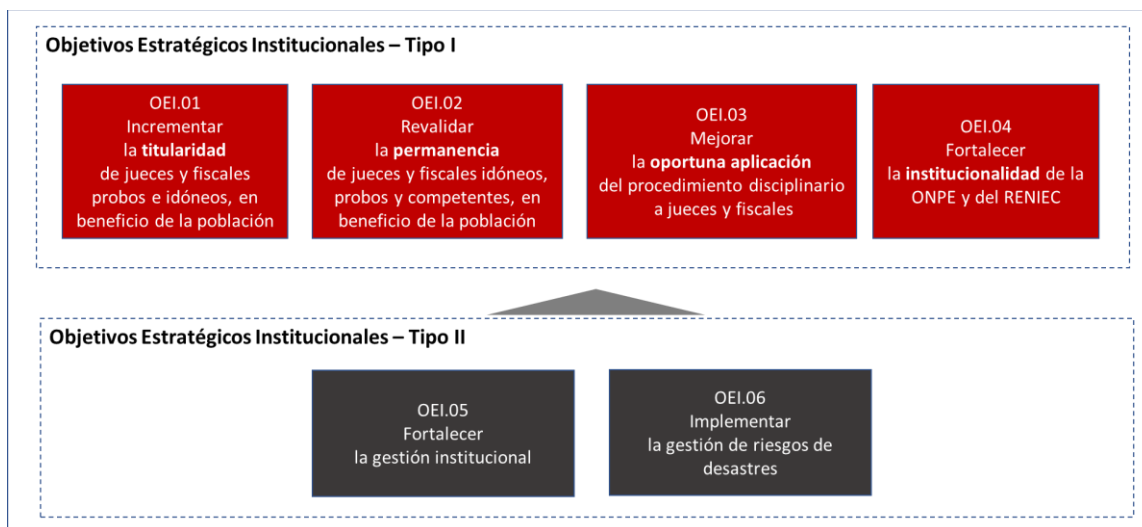 Objetivos Estratégicos Institucionales – Tipo I
OEI.01
Incrementar
la titularidad
de jueces y fiscales
probos e idóneos, en
beneficio de la población
OEI.02
Revalidar
la permanencia
de jueces y fiscales idóneos,
probos y competentes, en
beneficio de la población
OEI.03
Mejorar
la oportuna aplicación
del procedimiento disciplinario
a jueces y fiscales
OEI.04
Fortalecer
la institucionalidad de la
ONPE y del RENIEC
Objetivos Estratégicos Institucionales – Tipo II
OEI.05
Fortalecer
la gestión institucional
OEI.06
Implementar
la gestión de riesgos de
desastres